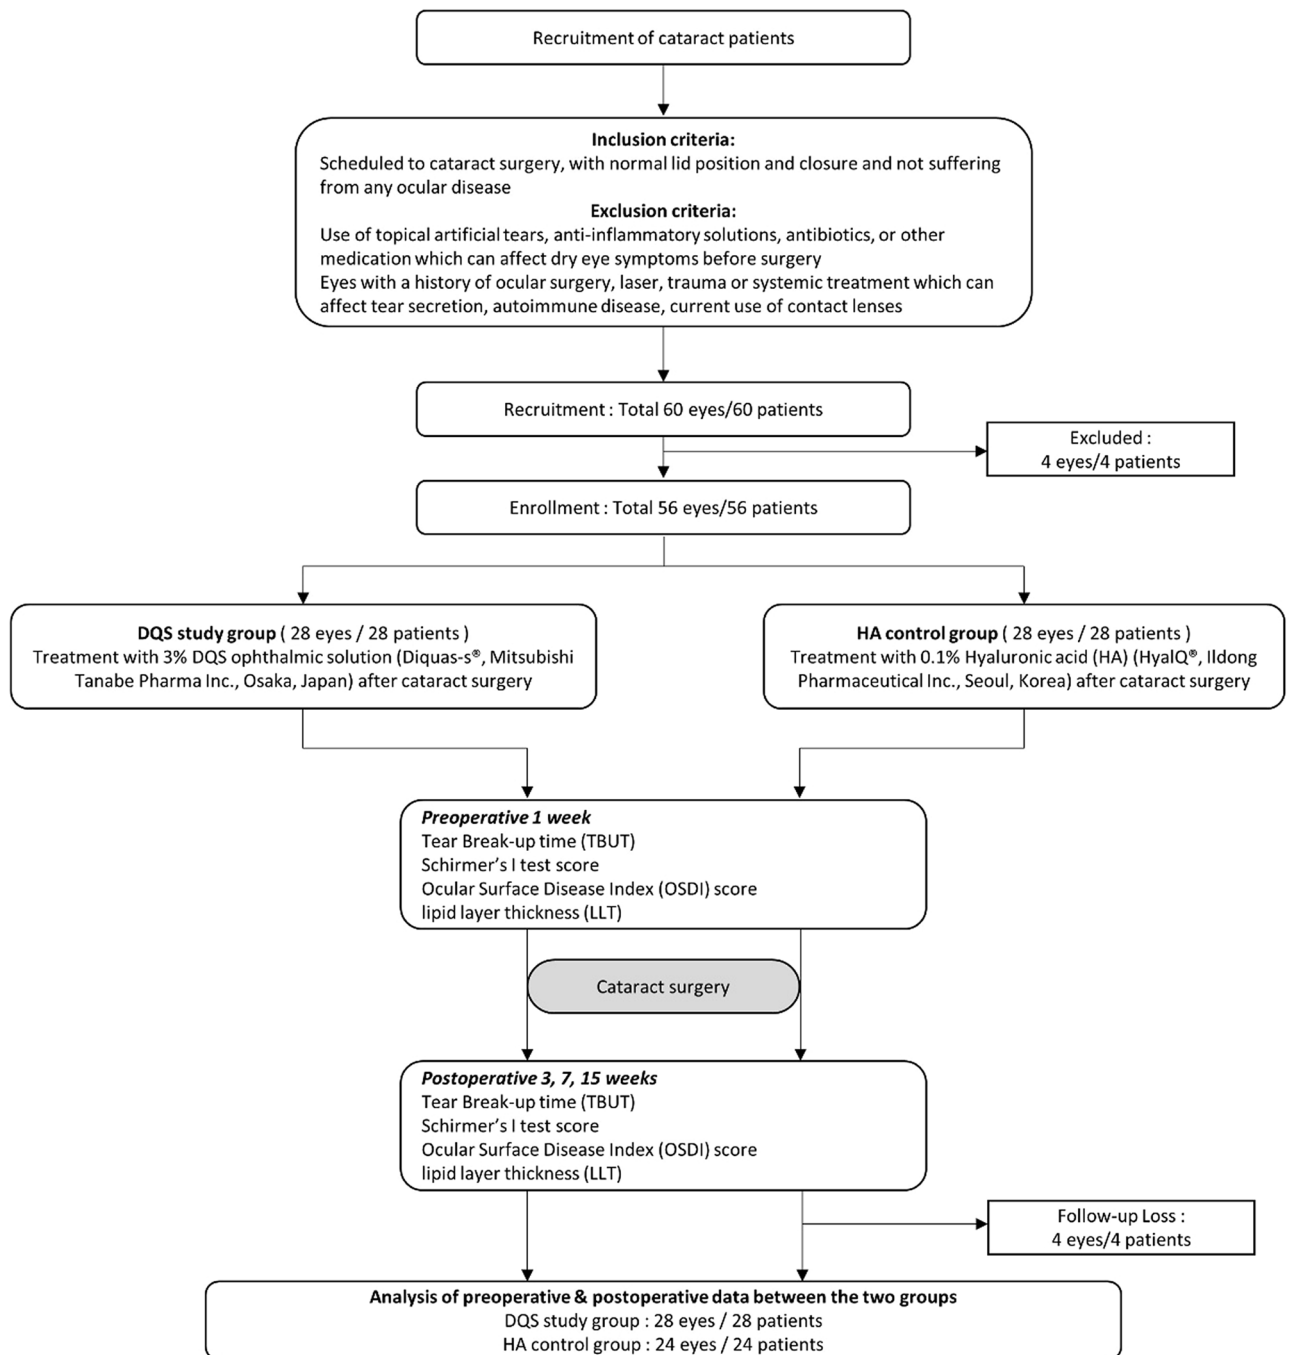 Recruitment of cataract patients
Inclusion criteria:
Scheduled to cataract surgery, with normal lid position and closure and not suffering
from any ocular disease
Exclusion criteria:
Use of topical artificial tears, anti-inflammatory solutions, antibiotics, or other
medication which can affect dry eye symptoms before surgery
Eyes with a history of ocular surgery, laser, trauma or systemic treatment which can
affect tear secretion, autoimmune disease, current use of contact lenses
Recruitment : Total 60 eyes/60 patients
Excluded :
4 eyes/4 patients
Enrollment : Total 56 eyes/56 patients
DQS study group ( 28 eyes / 28 patients )
Treatment with 3% DQS ophthalmic solution (Diquas-s®, Mitsubishi
Tanabe Pharma Inc., Osaka, Japan) after cataract surgery
HA control group ( 28 eyes / 28 patients )
Treatment with 0.1% Hyaluronic acid (HA) (HyalQ®, Ildong
Pharmaceutical Inc., Seoul, Korea) after cataract surgery
Preoperative 1 week
Tear Break-up time (TBUT)
Schirmer's I test score
Ocular Surface Disease Index (OSDI) score
lipid layer thickness (LLT)
Cataract surgery
Postoperative 3, 7, 15 weeks
Tear Break-up time (TBUT)
Schirmer's I test score
Ocular Surface Disease Index (OSDI) score
lipid layer thickness (LLT)
Follow-up Loss :
4 eyes/4 patients
Analysis of preoperative & postoperative data between the two groups
DQS study group : 28 eyes / 28 patients
HA control group : 24 eyes / 24 patients